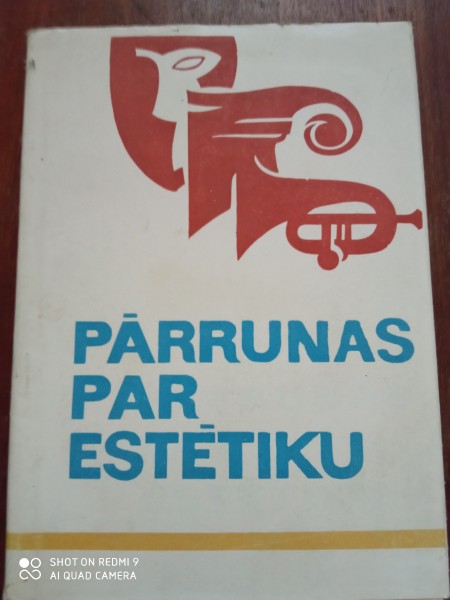 PĀRRUNAS
PAR
ESTĒTIKU
SHOT ON REDMI 9
AI QUAD CAMERA